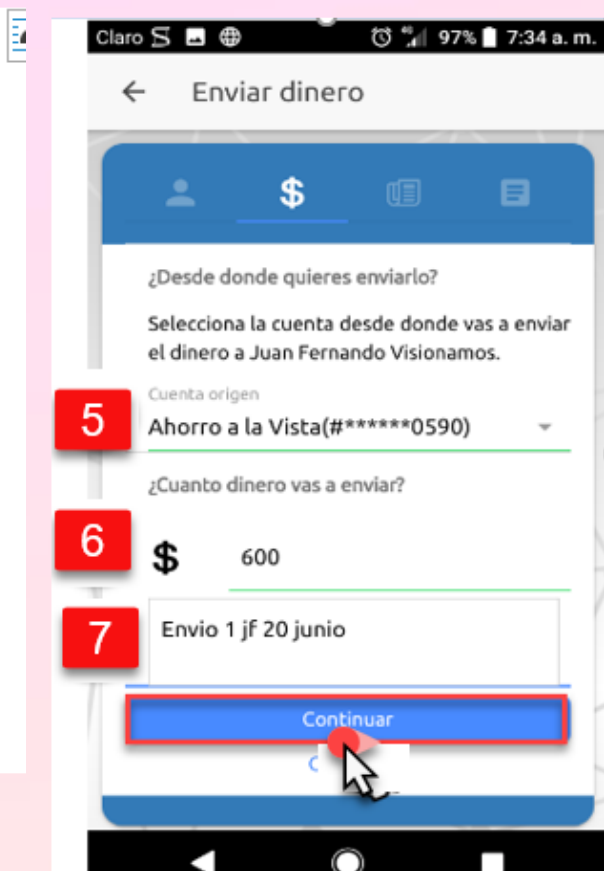 Claro 4G 97% 7:34 a. m.
Enviar dinero
$
¿Desde donde quieres enviarlo?
Selecciona la cuenta desde donde vas a enviar
el dinero a Juan Fernando Visionamos.
Cuenta origen
5
Ahorro a la Vista(#******0590)
¿Cuanto dinero vas a enviar?
6
$ 600
7
Envio 1 jf 20 junio
Continuar